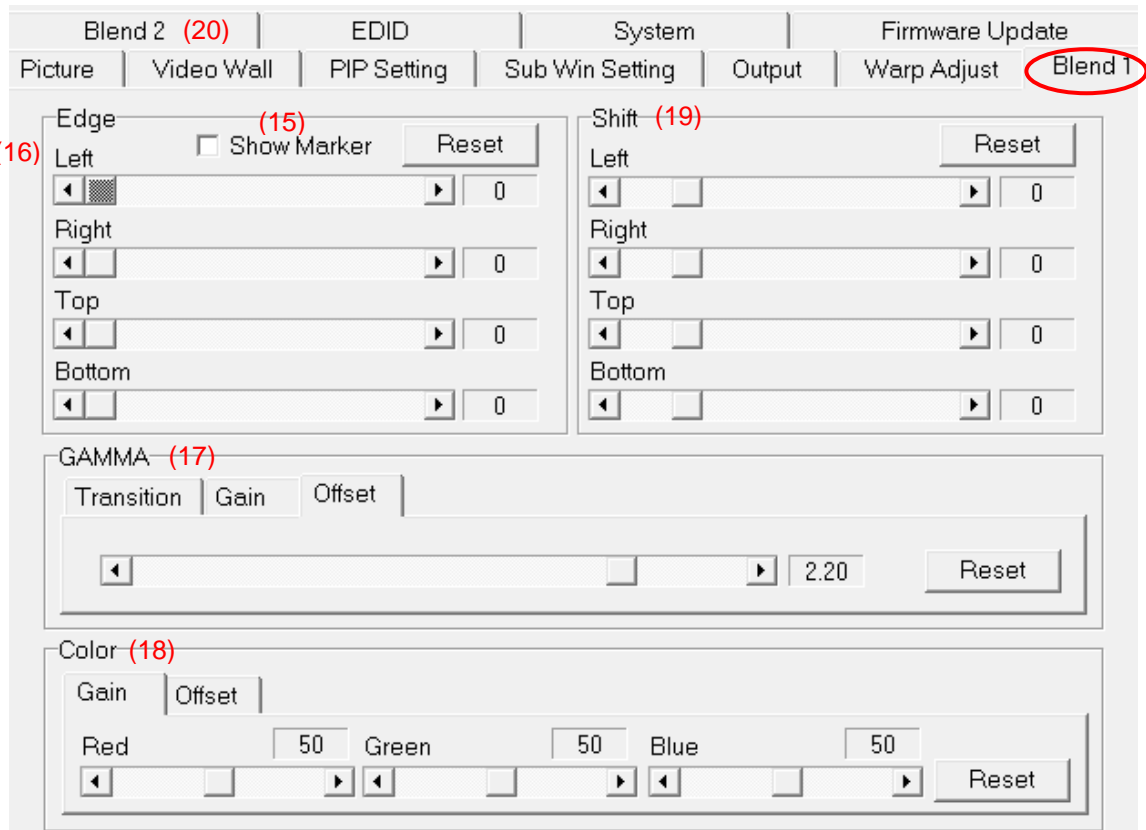 Blend 2 (20) EDID System Firmware Update
Picture Video Wall PIP Setting Sub Win Setting Output Warp Adjust Blend 1
Edge (15) Shift (19)
(16) Left Show Marker Reset Left Reset
0 0
Right Right
0 0
Top Top
0 0
Bottom Bottom
0 0
GAMMA (17)
Transition Gain Offset
2.20 Reset
Color (18)
Gain Offset
Red 50 Green 50 Blue 50
Reset